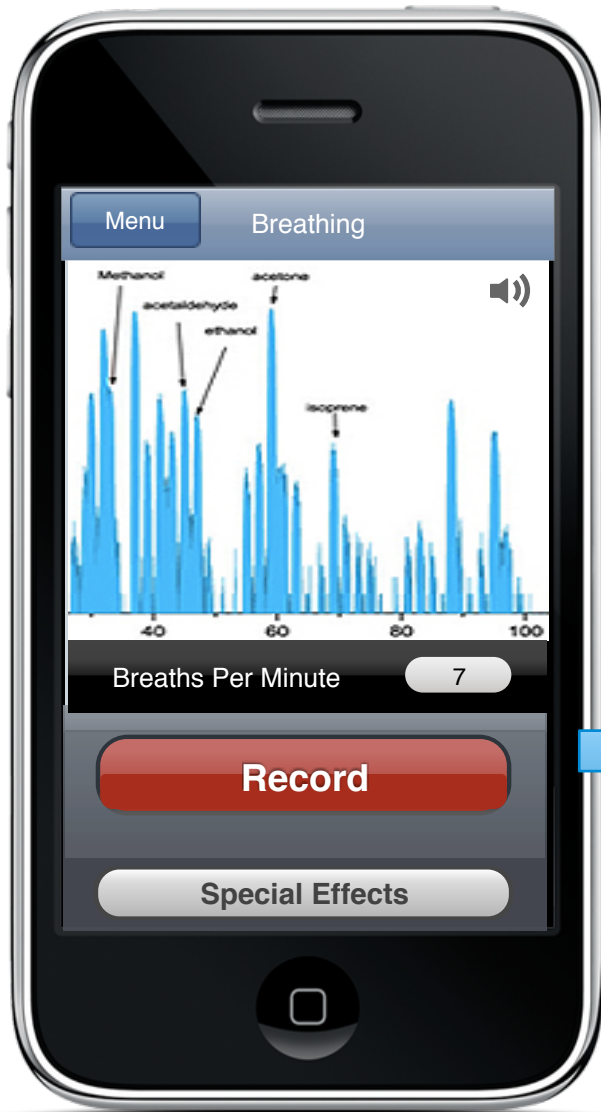 Menu
Breathing
Methanol
acetone
acetaldehyde
ethanol
isoprene
40 60 80 100
Breaths Per Minute 7
Record
Special Effects